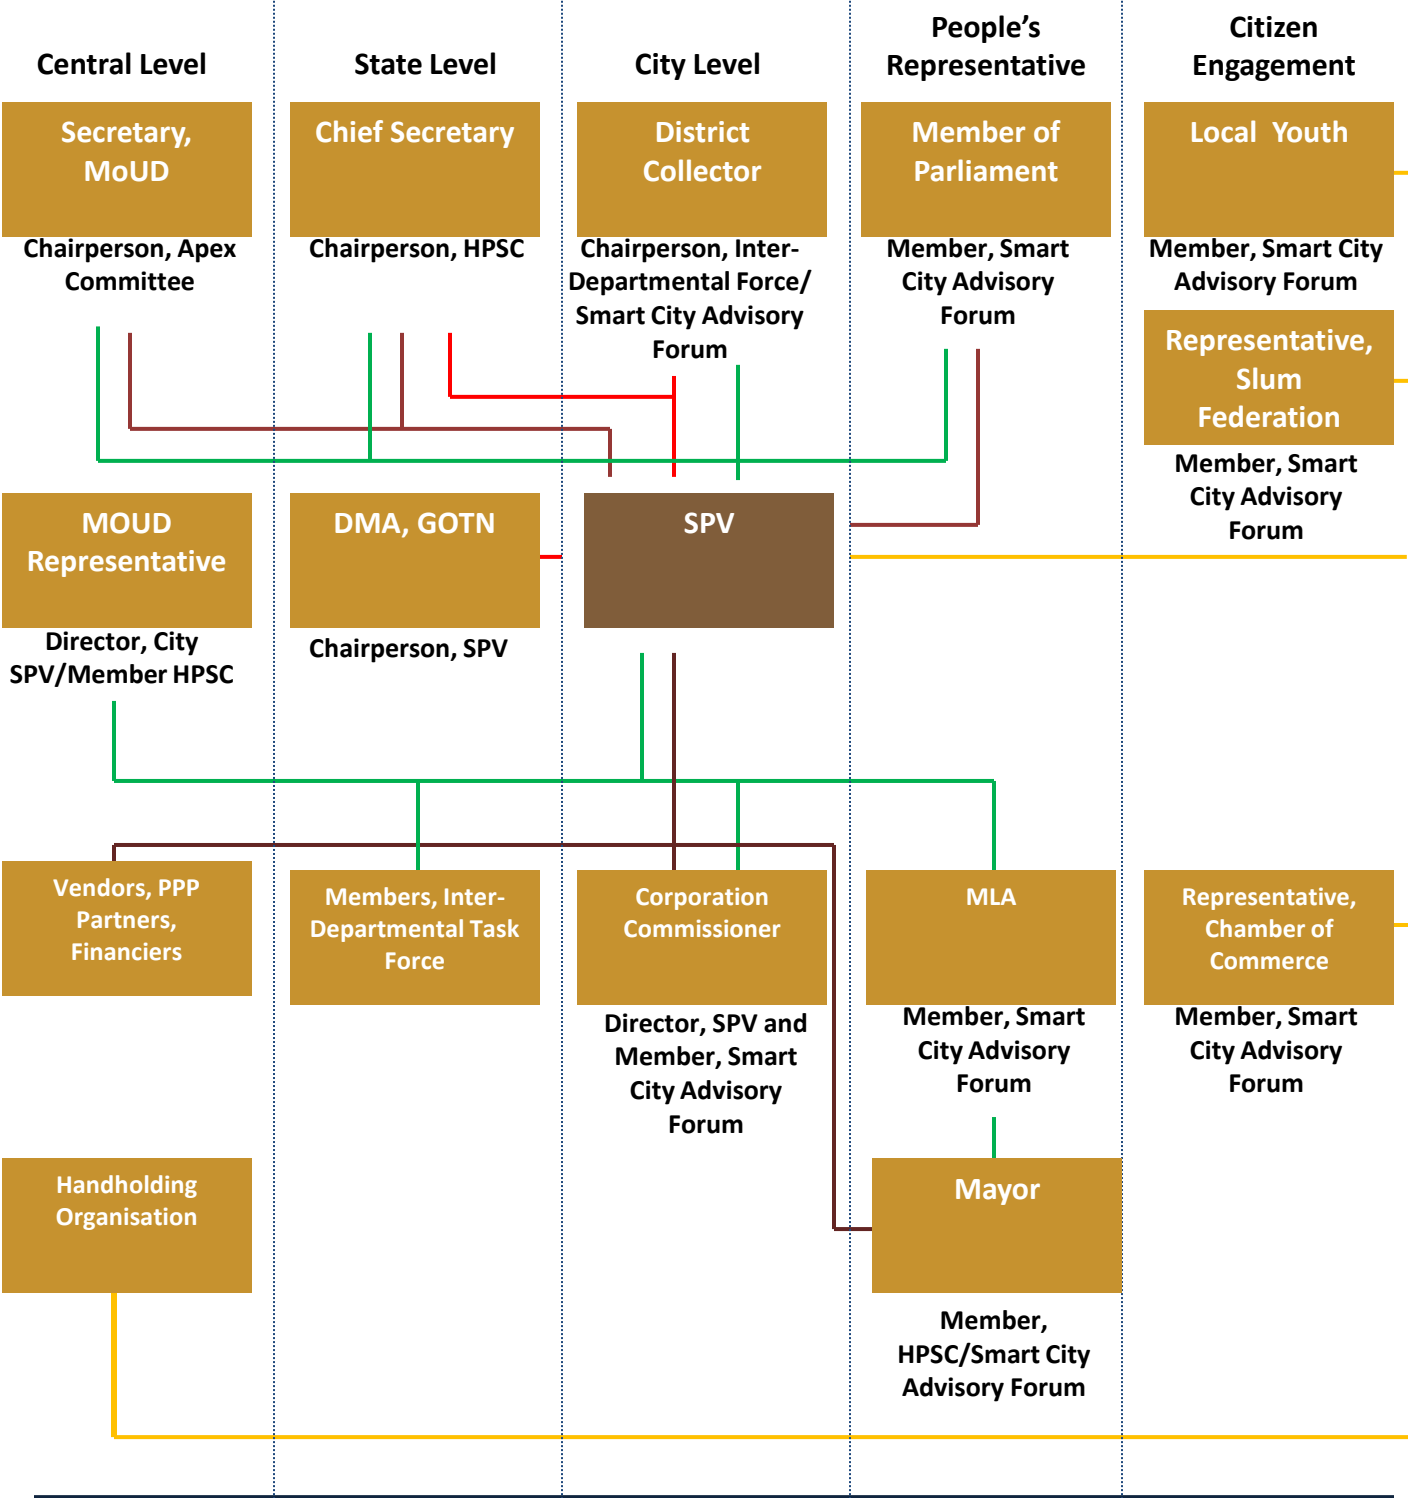 Central Level
State Level
City Level
People's
Representative
Citizen
Engagement
Secretary,
MoUD
Chairperson, Apex
Committee
Chief Secretary
Chairperson, HPSC
District
Collector
Chairperson, Inter-
Departmental Force/
Smart City Advisory
Forum
Member of
Parliament
Member, Smart
City Advisory
Forum
Local Youth
Member, Smart City
Advisory Forum
Representative,
Slum
Federation
Member, Smart
City Advisory
Forum
MOUD
Representative
Director, City
SPV/Member HPSC
DMA, GOTN
Chairperson, SPV
SPV
Vendors, PPP
Partners,
Financiers
Members, Inter-
Departmental Task
Force
Corporation
Commissioner
Director, SPV and
Member, Smart
City Advisory
Forum
MLA
Member, Smart
City Advisory
Forum
Representative,
Chamber of
Commerce
Member, Smart
City Advisory
Forum
Handholding
Organisation
Mayor
Member,
HPSC/Smart City
Advisory Forum